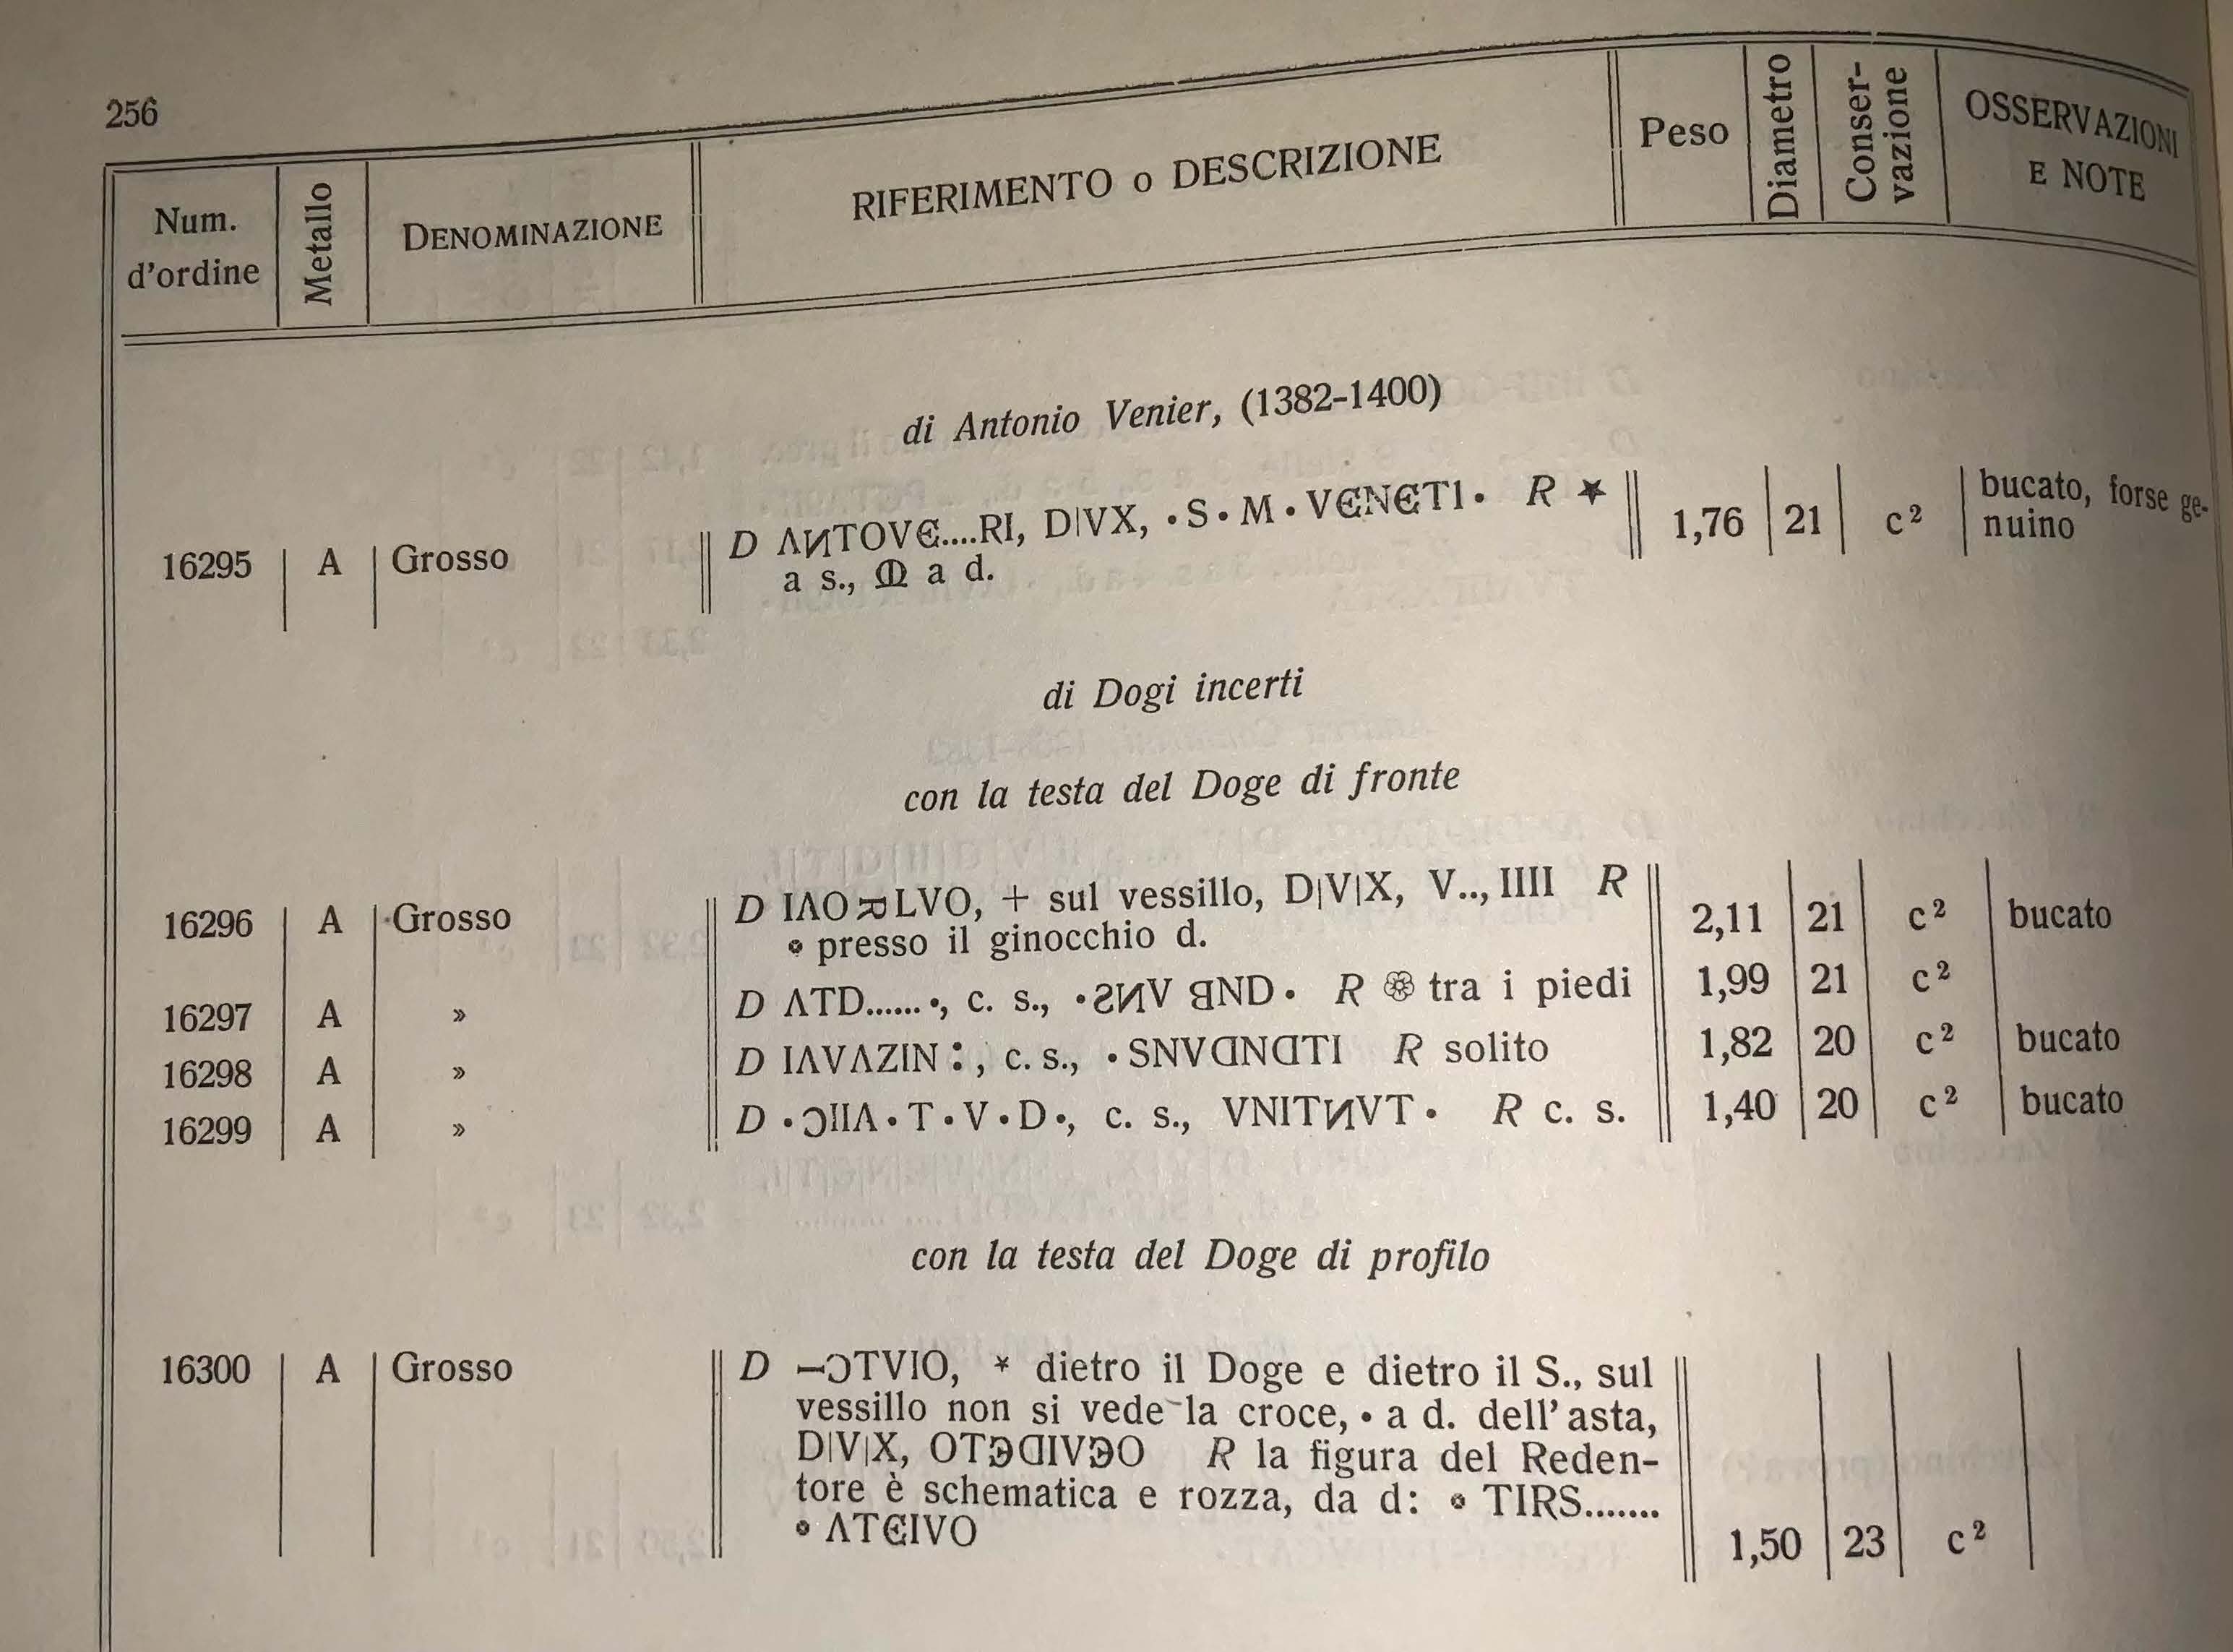 256
Num. d'ordine | Metallo | DENOMINAZIONE | RIFERIMENTO o DESCRIZIONE | Peso | Diametro | Conser-vazione | OSSERVAZIONI E NOTE
di Antonio Venier, (1382-1400)
16295 | A | Grosso | D ΛИTOVЄ....RI, D|VX, •S•M•VЄNЄTI• R ★ | 1,76 | 21 | c² | bucato, forse ge-
a s., ᗰ a d. nuino
di Dogi incerti
con la testa del Doge di fronte
16296 | A | Grosso | D IΛOЯLVO, + sul vessillo, D|V|X, V.., IIII R | 2,11 | 21 | c² | bucato
• presso il ginocchio d.
16297 | A | » | D ΛTD......•, c. s., •ƧИV ᗺND• R ❀ tra i piedi | 1,99 | 21 | c²
16298 | A | » | D IΛVΛZIN:, c. s., •SNVᗡNᗡTI R solito | 1,82 | 20 | c² | bucato
16299 | A | » | D •ƆIIΛ•T•V•D•, c. s., VNITИVT• R c. s. | 1,40 | 20 | c² | bucato
con la testa del Doge di profilo
16300 | A | Grosso | D ⊢ƆTVIO, * dietro il Doge e dietro il S., sul
vessillo non si vede la croce, • a d. dell'asta,
D|V|X, OTЭᗡIVЭO R la figura del Reden-
tore è schematica e rozza, da d: • TIRS.......
• ΛTЄIVO | 1,50 | 23 | c²